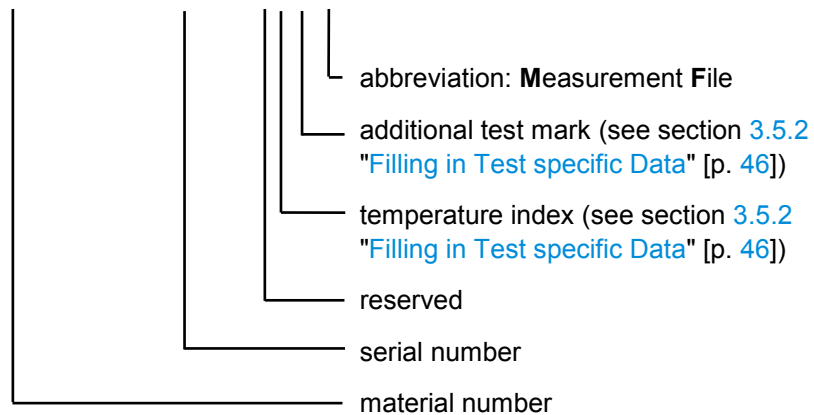 abbreviation: Measurement File
additional test mark (see section 3.5.2
"Filling in Test specific Data" [p. 46])
temperature index (see section 3.5.2
"Filling in Test specific Data" [p. 46])
reserved
serial number
material number